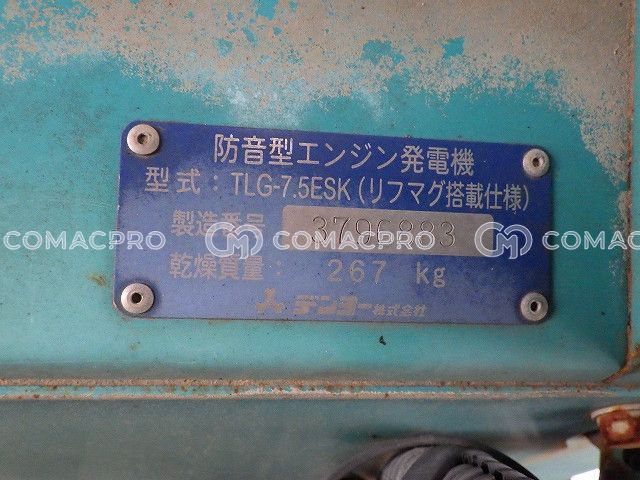 防音型エンジン発電機
型式: TLG-7.5ESK(リフマグ搭載仕様)
製造番号 3796883
COMACPRO COMACPRO COMACPRO
乾燥質量: 267 kg
デンヨー株式会社